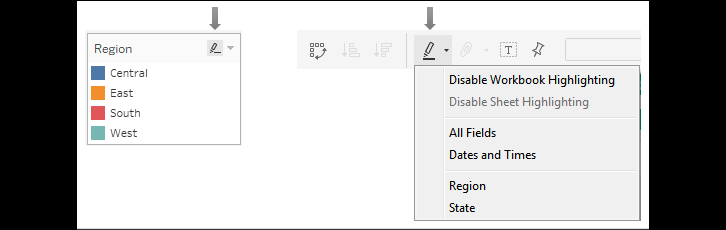 Region
Central
East
South
West
T
Disable Workbook Highlighting
Disable Sheet Highlighting
All Fields
Dates and Times
Region
State